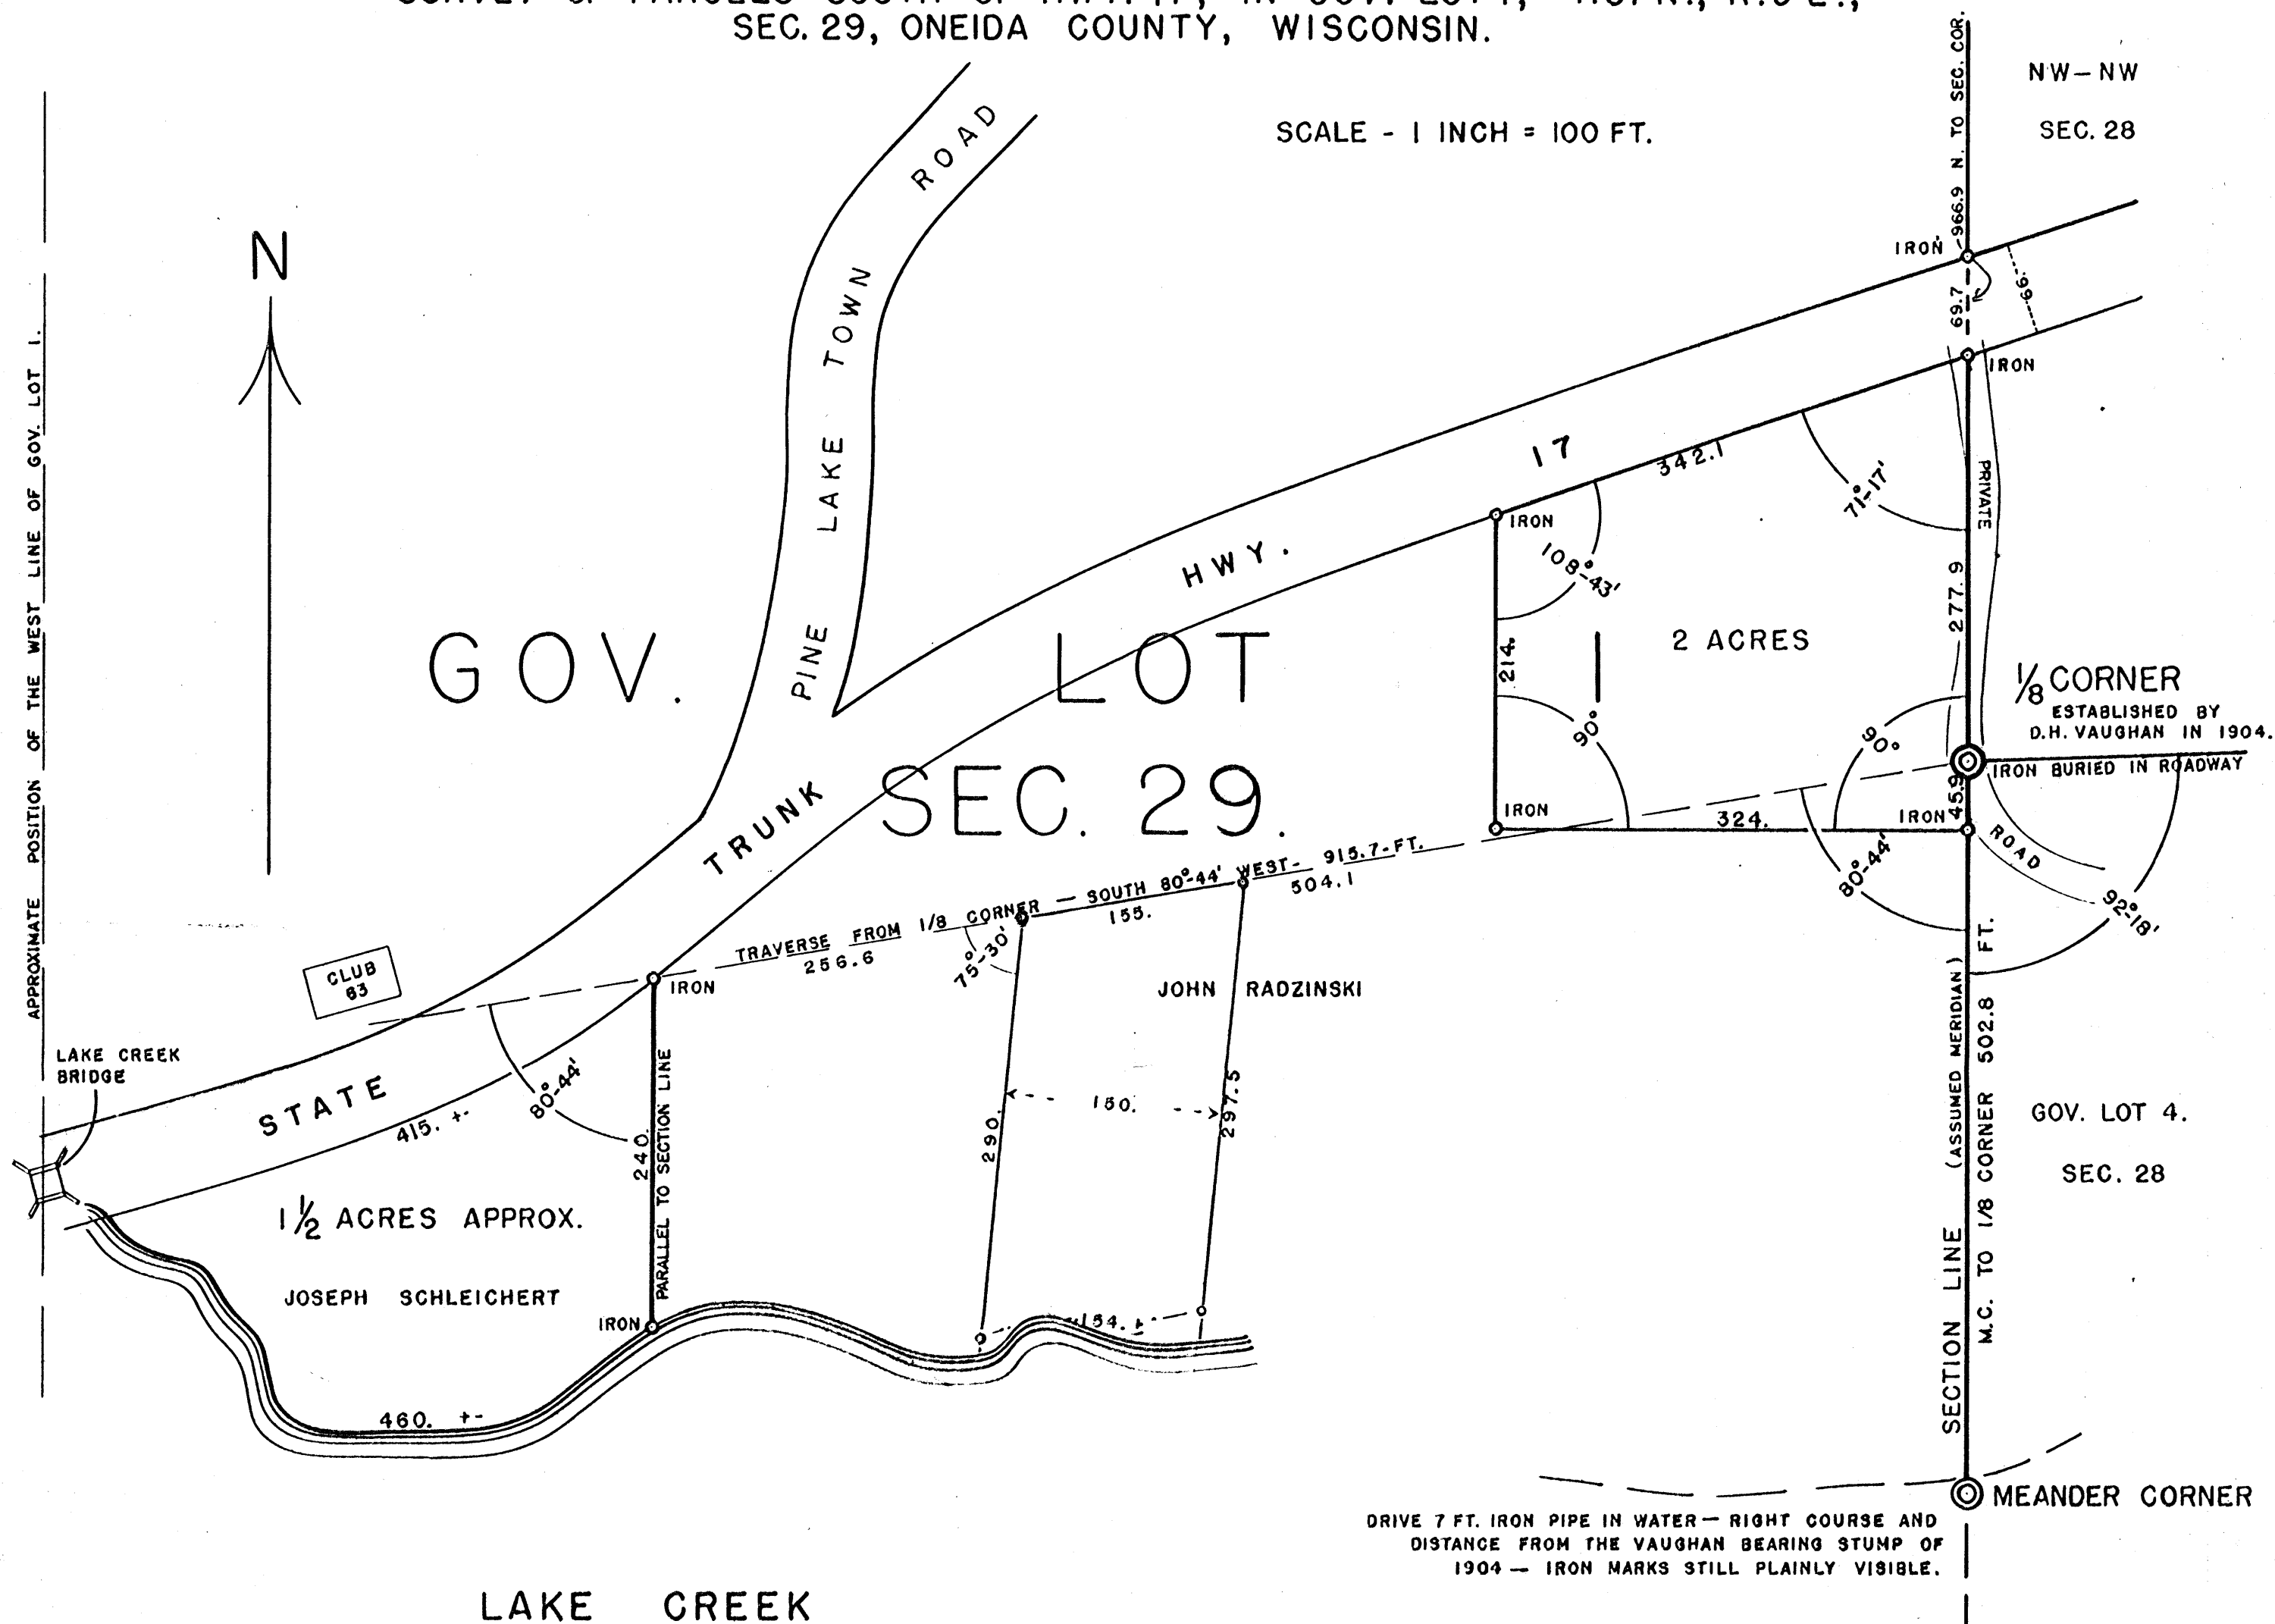 SEC. 29, ONEIDA COUNTY, WISCONSIN.
SCALE - 1 INCH = 100 FT.
NW-NW
SEC. 28
966.9 N. TO SEC. COR.
N
PINE LAKE TOWN ROAD
IRON
69.7
66.
IRON
APPROXIMATE POSITION OF THE WEST LINE OF GOV. LOT 1.
STATE TRUNK HWY. 17
342.1
71°-17'
PRIVATE ROAD
IRON
108°-43'
277.9
214.
2 ACRES
GOV. LOT 1
SEC. 29.
1/8 CORNER
ESTABLISHED BY
D.H. VAUGHAN IN 1904.
IRON BURIED IN ROADWAY
90°
90°
45.9
IRON
324.
IRON
80°-44'
92°-18'
TRAVERSE FROM 1/8 CORNER — SOUTH 80°-44' WEST- 915.7-FT.
256.6
155.
504.1
75°-30'
CLUB
63
IRON
JOHN RADZINSKI
LAKE CREEK
BRIDGE
80°-44'
415. +-
240.
PARALLEL TO SECTION LINE
290.
150.
297.5
1 1/2 ACRES APPROX.
JOSEPH SCHLEICHERT
IRON
154. ±
460. +-
SECTION LINE (ASSUMED MERIDIAN)
M.C. TO 1/8 CORNER 502.8 FT.
GOV. LOT 4.
SEC. 28
MEANDER CORNER
DRIVE 7 FT. IRON PIPE IN WATER — RIGHT COURSE AND
DISTANCE FROM THE VAUGHAN BEARING STUMP OF
1904 — IRON MARKS STILL PLAINLY VISIBLE.
LAKE CREEK